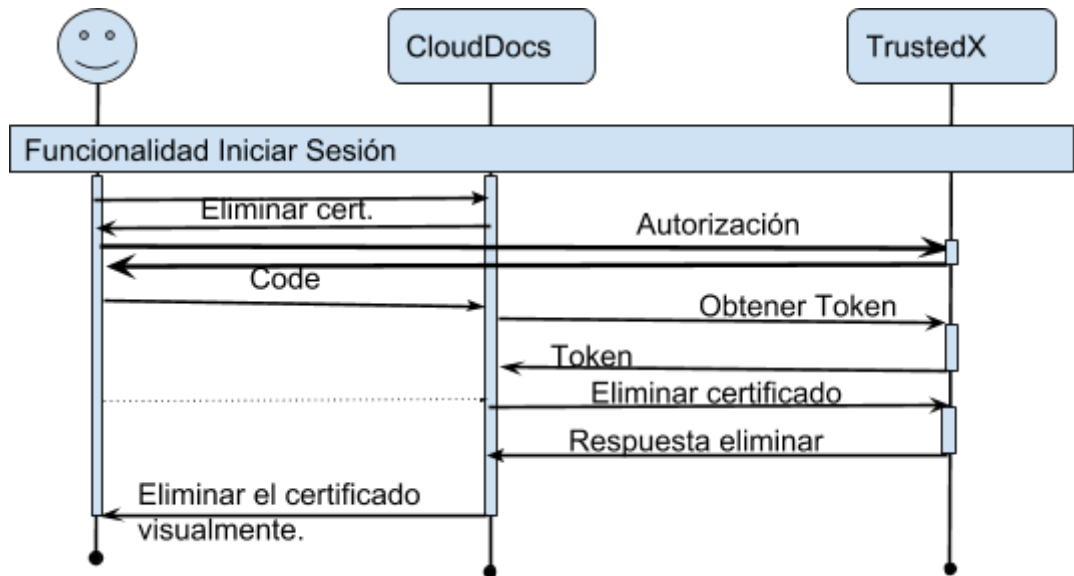 CloudDocs
TrustedX
Funcionalidad Iniciar Sesión
Eliminar cert.
Autorización
Code
Obtener Token
Token
Eliminar certificado
Respuesta eliminar
Eliminar el certificado
visualmente.